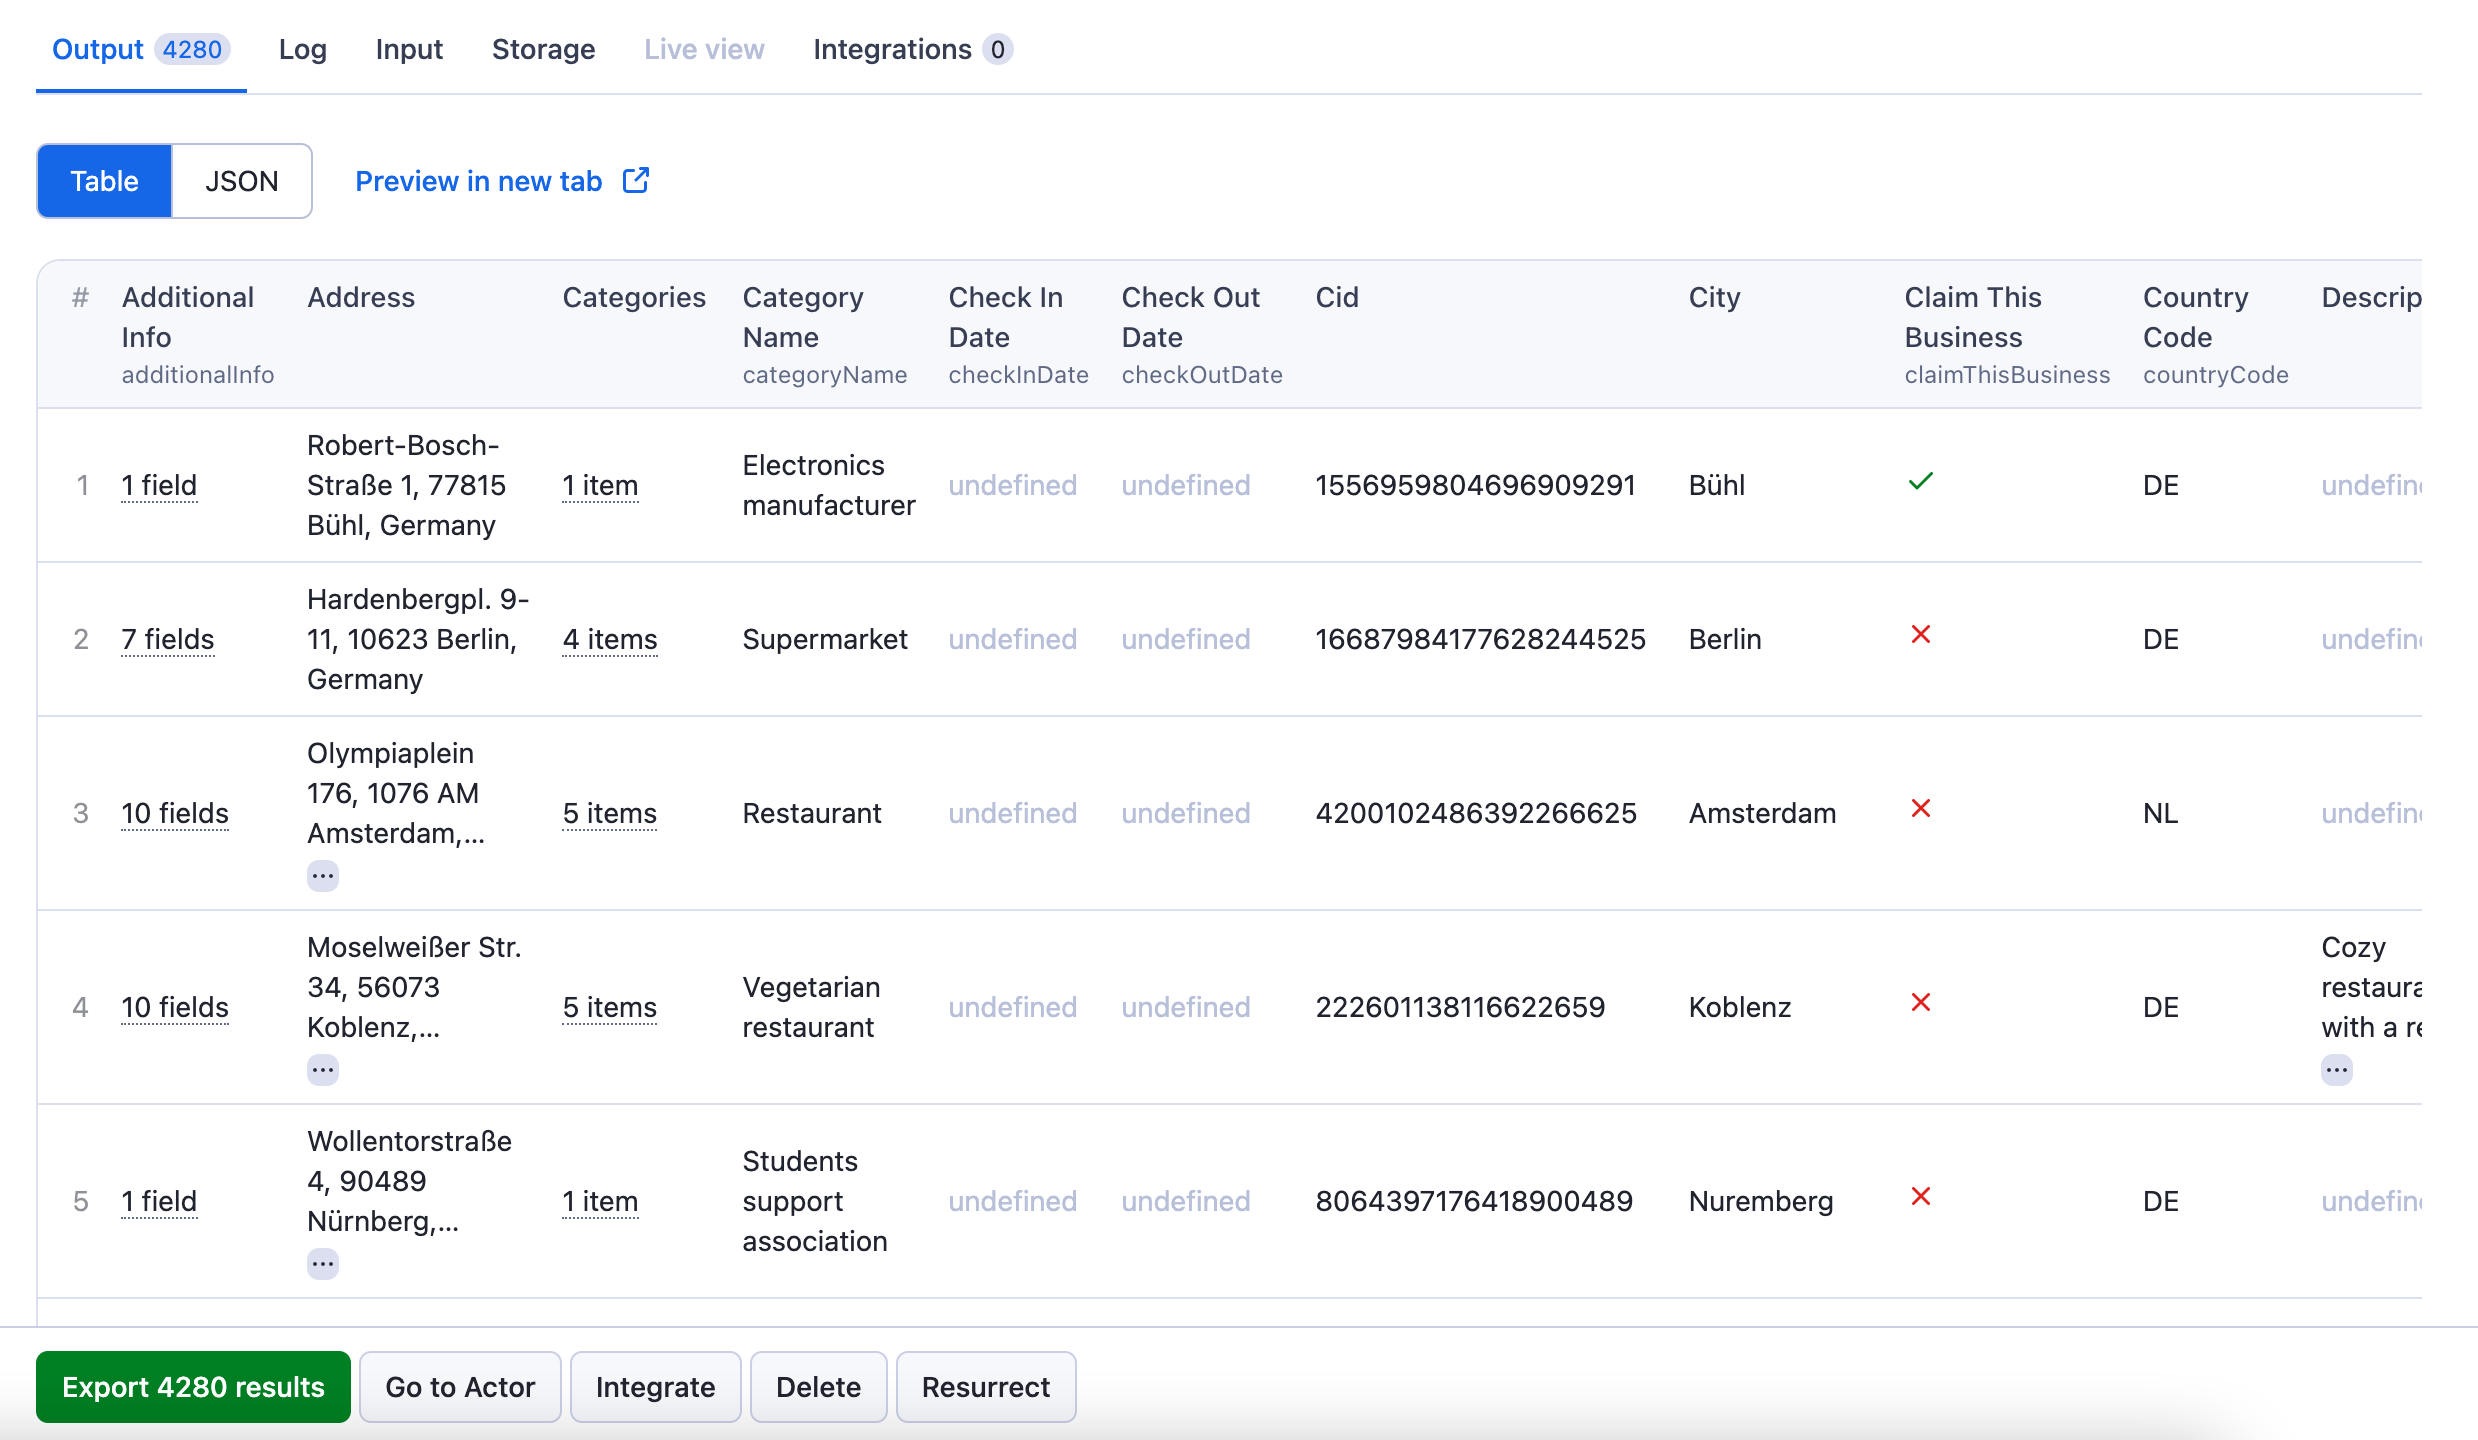 Output 4280 Log Input Storage Live view Integrations 0
Table JSON Preview in new tab
# Additional Info additionalInfo
Address
Categories
Category Name categoryName
Check In Date checkInDate
Check Out Date checkOutDate
Cid
City
Claim This Business claimThisBusiness
Country Code countryCode
Descrip
1 1 field
Robert-Bosch-
Straße 1, 77815
Bühl, Germany
1 item
Electronics
manufacturer
undefined undefined 1556959804696909291 Bühl DE undefin
2 7 fields
Hardenbergpl. 9-
11, 10623 Berlin,
Germany
4 items Supermarket undefined undefined 16687984177628244525 Berlin DE undefin
3 10 fields
Olympiaplein
176, 1076 AM
Amsterdam,...
...
5 items Restaurant undefined undefined 4200102486392266625 Amsterdam NL undefin
4 10 fields
Moselweißer Str.
34, 56073
Koblenz,...
...
5 items
Vegetarian
restaurant
undefined undefined 222601138116622659 Koblenz DE
Cozy
restaura
with a re
...
5 1 field
Wollentorstraße
4, 90489
Nürnberg,...
...
1 item
Students
support
association
undefined undefined 8064397176418900489 Nuremberg DE undefin
Export 4280 results Go to Actor Integrate Delete Resurrect